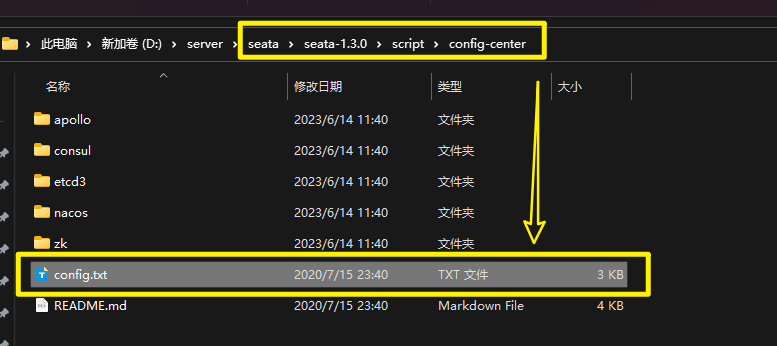 此电脑 > 新加卷 (D:) > server > seata > seata-1.3.0 > script > config-center
名称 修改日期 类型 大小
apollo 2023/6/14 11:40 文件夹
consul 2023/6/14 11:40 文件夹
etcd3 2023/6/14 11:40 文件夹
nacos 2023/6/14 11:40 文件夹
zk 2023/6/14 11:40 文件夹
config.txt 2020/7/15 23:40 TXT 文件 3 KB
README.md 2020/7/15 23:40 Markdown File 4 KB